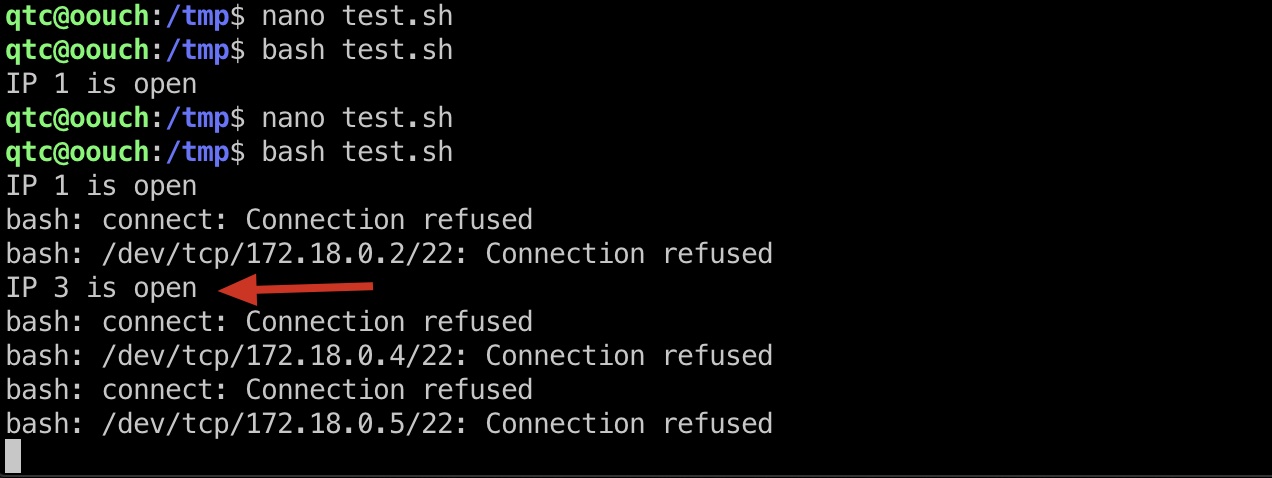 qtc@oouch:/tmp$ nano test.sh
qtc@oouch:/tmp$ bash test.sh
IP 1 is open
qtc@oouch:/tmp$ nano test.sh
qtc@oouch:/tmp$ bash test.sh
IP 1 is open
bash: connect: Connection refused
bash: /dev/tcp/172.18.0.2/22: Connection refused
IP 3 is open
bash: connect: Connection refused
bash: /dev/tcp/172.18.0.4/22: Connection refused
bash: connect: Connection refused
bash: /dev/tcp/172.18.0.5/22: Connection refused